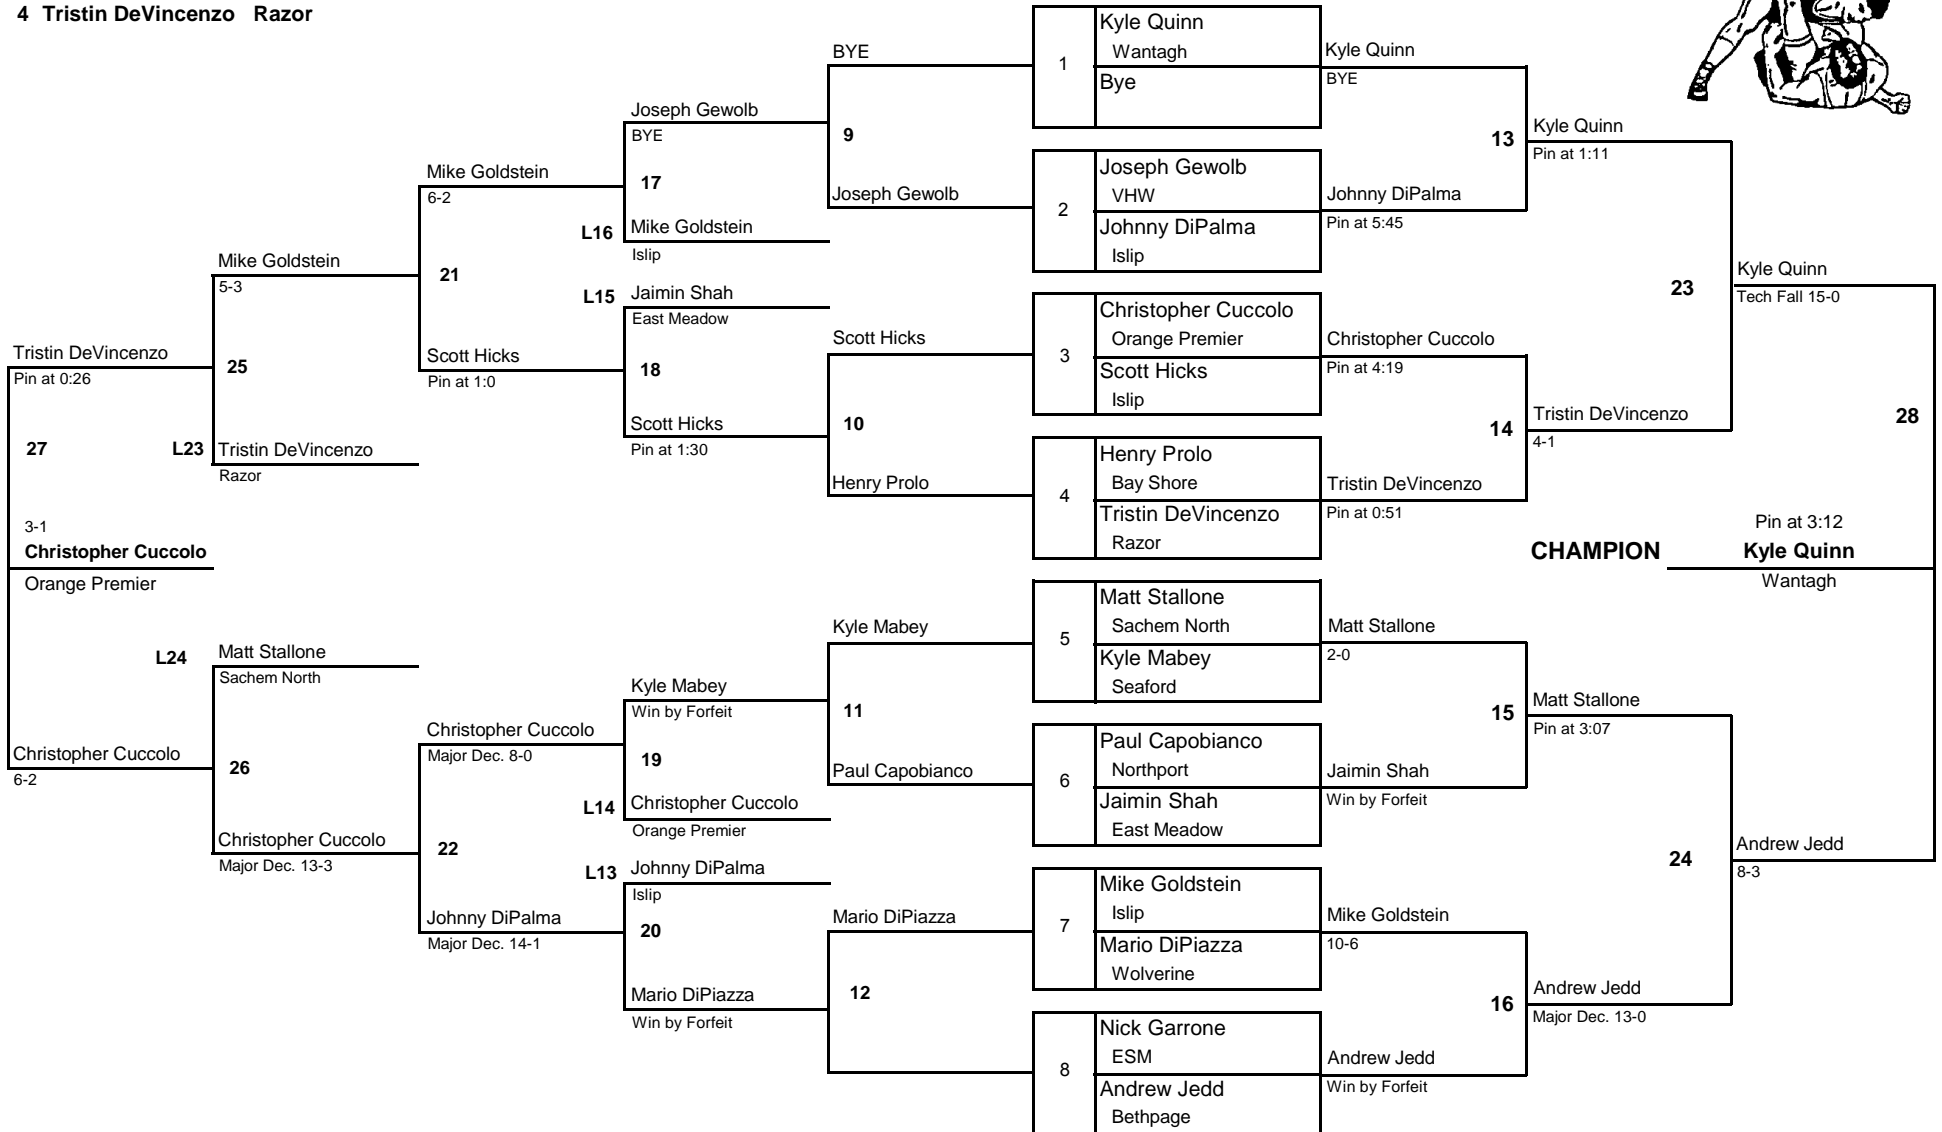 4 Tristin DeVincenzo Razor
Tristin DeVincenzo
Pin at 0:26
27
3-1
Christopher Cuccolo
Orange Premier
Christopher Cuccolo
6-2
Mike Goldstein
5-3
25
L23
Tristin DeVincenzo
Razor
L24
Matt Stallone
Sachem North
26
Christopher Cuccolo
Major Dec. 13-3
Mike Goldstein
6-2
21
Scott Hicks
Pin at 1:0
Christopher Cuccolo
Major Dec. 8-0
22
Johnny DiPalma
Major Dec. 14-1
Joseph Gewolb
BYE
17
L16
Mike Goldstein
Islip
L15
Jaimin Shah
East Meadow
18
Scott Hicks
Pin at 1:30
Kyle Mabey
Win by Forfeit
19
L14
Christopher Cuccolo
Orange Premier
L13
Johnny DiPalma
Islip
20
Mario DiPiazza
Win by Forfeit
BYE
9
Joseph Gewolb
Scott Hicks
10
Henry Prolo
Kyle Mabey
11
Paul Capobianco
Mario DiPiazza
12
1
Kyle Quinn
Wantagh
Bye
2
Joseph Gewolb
VHW
Johnny DiPalma
Islip
3
Christopher Cuccolo
Orange Premier
Scott Hicks
Islip
4
Henry Prolo
Bay Shore
Tristin DeVincenzo
Razor
5
Matt Stallone
Sachem North
Kyle Mabey
Seaford
6
Paul Capobianco
Northport
Jaimin Shah
East Meadow
7
Mike Goldstein
Islip
Mario DiPiazza
Wolverine
8
Nick Garrone
ESM
Andrew Jedd
Bethpage
Kyle Quinn
BYE
13
Johnny DiPalma
Pin at 5:45
Christopher Cuccolo
Pin at 4:19
14
Tristin DeVincenzo
Pin at 0:51
Matt Stallone
2-0
15
Jaimin Shah
Win by Forfeit
Mike Goldstein
10-6
16
Andrew Jedd
Win by Forfeit
Kyle Quinn
Pin at 1:11
23
Tristin DeVincenzo
4-1
Matt Stallone
Pin at 3:07
24
Andrew Jedd
Major Dec. 13-0
Kyle Quinn
Tech Fall 15-0
28
Pin at 3:12
CHAMPION Kyle Quinn
Wantagh
Andrew Jedd
8-3